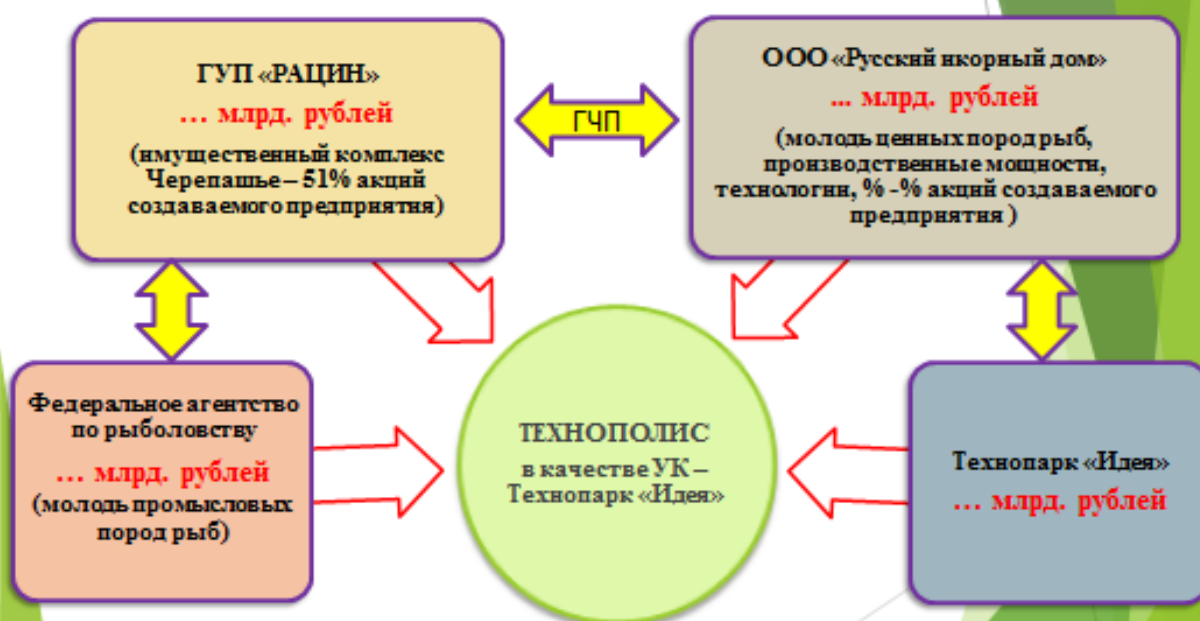 ГУП «РАЦИН»
… млрд. рублей
(имущественный комплекс
Черепашье – 51% акций
создаваемого предприятия)
ГЧП
ООО «Русский икорный дом»
... млрд. рублей
(молодь ценных пород рыб,
производственные мощности,
технологии, % -% акций создаваемого
предприятия )
Федеральное агентство
по рыболовству
… млрд. рублей
(молодь промысловых
пород рыб)
ТЕХНОПОЛИС
в качестве УК –
Технопарк «Идея»
Технопарк «Идея»
… млрд. рублей